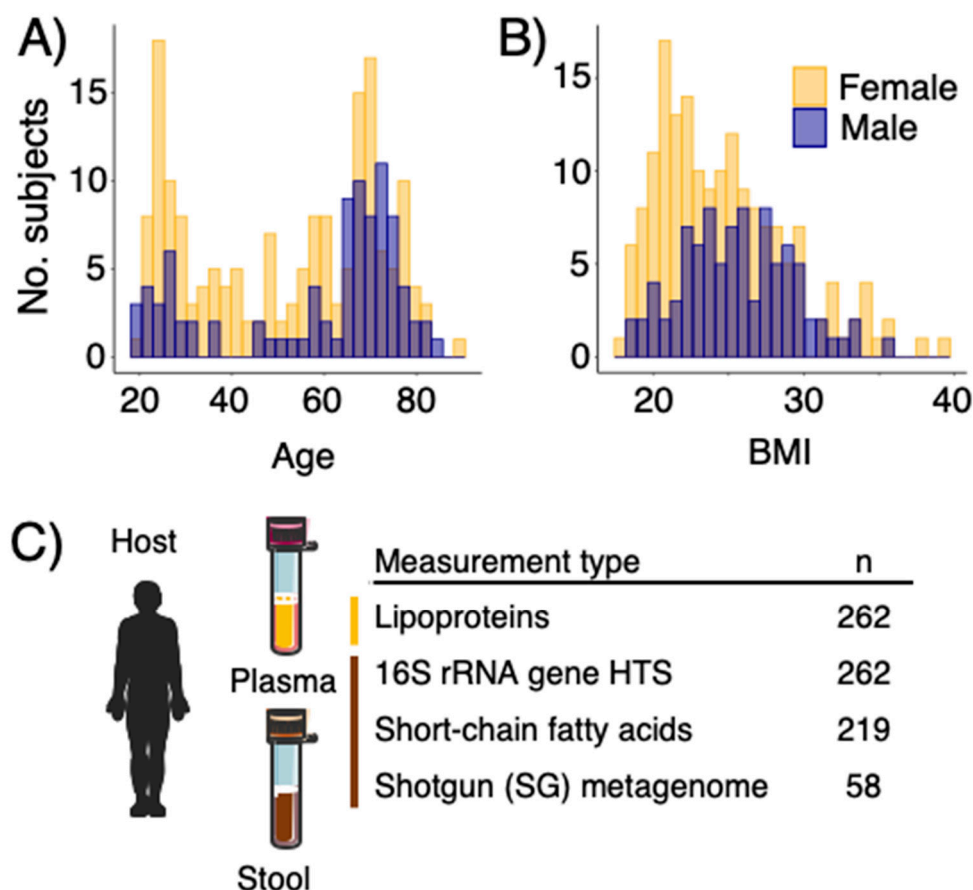 A)
No. subjects
15
10
5
0
20 40 60 80
Age
B)
15
10
5
0
20 30 40
BMI
Female
Male
C)
Host
Plasma
Stool
Measurement type n
Lipoproteins 262
16S rRNA gene HTS 262
Short-chain fatty acids 219
Shotgun (SG) metagenome 58